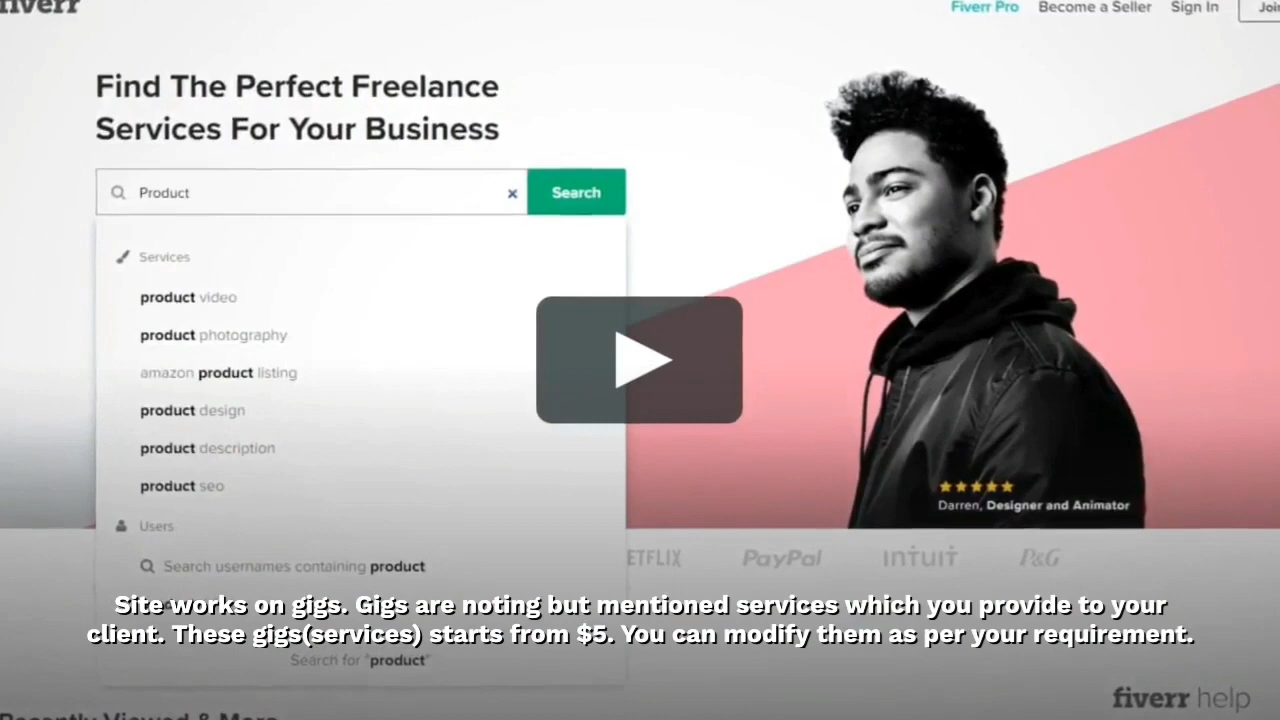 fiverr
Fiverr Pro Become a Seller Sign In Join
Find The Perfect Freelance
Services For Your Business
Product × Search
Services
product video
product photography
amazon product listing
product design
product description
product seo
Users
Search usernames containing product
Darren, Designer and Animator
ETFLIX PayPal intuit P&G
Site works on gigs. Gigs are noting but mentioned services which you provide to your
client. These gigs(services) starts from $5. You can modify them as per your requirement.
Search for "product"
fiverr help
Recently Viewed & More